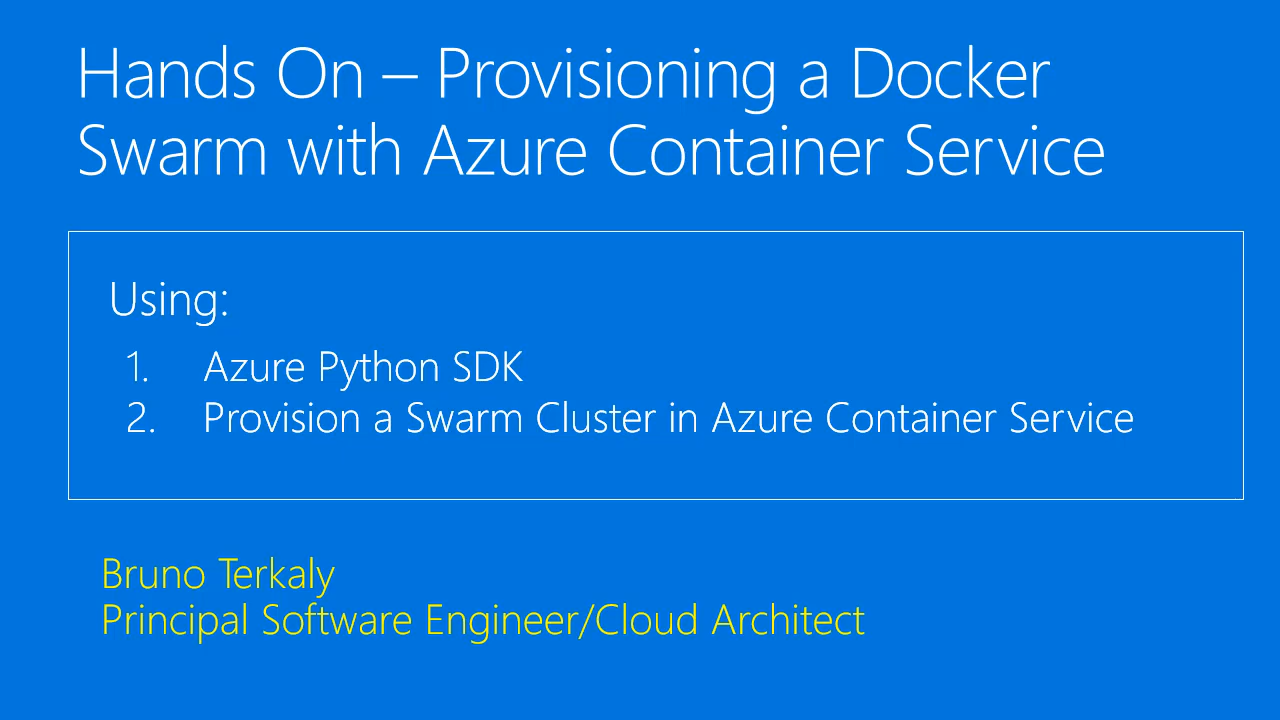 Hands On – Provisioning a Docker
Swarm with Azure Container Service
Using:
1. Azure Python SDK
2. Provision a Swarm Cluster in Azure Container Service
Bruno Terkaly
Principal Software Engineer/Cloud Architect